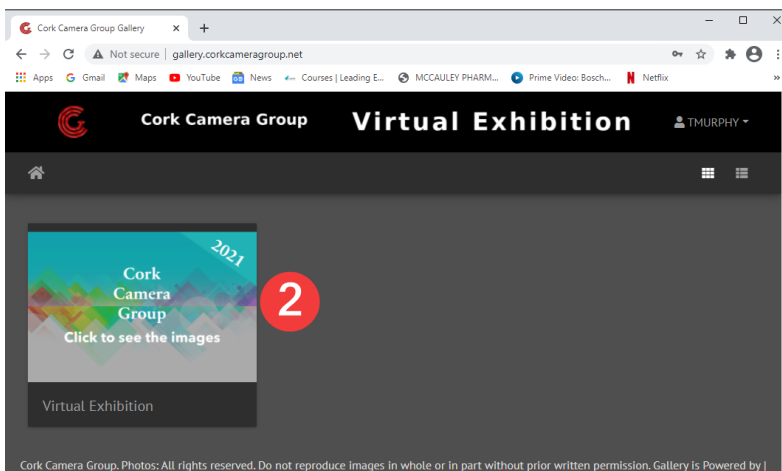 Cork Camera Group Gallery
Not secure | gallery.corkcameragroup.net
Apps Gmail Maps YouTube News Courses | Leading E... MCCAULEY PHARM... Prime Video: Bosch... Netflix »
Cork Camera Group Virtual Exhibition TMURPHY
2021
Cork
Camera
Group
Click to see the images
2
Virtual Exhibition
Cork Camera Group. Photos: All rights reserved. Do not reproduce images in whole or in part without prior written permission. Gallery is Powered by |